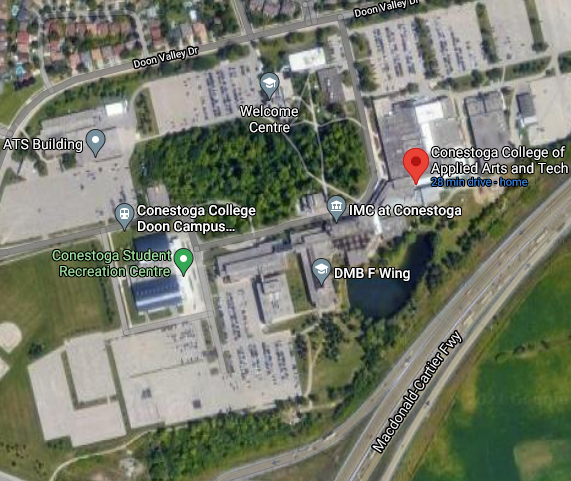 Doon Valley Dr
Doon Valley Dr
Welcome
Centre
ATS Building
Conestoga College of
Applied Arts and Tech
28 min drive - home
Conestoga College
Doon Campus...
IMC at Conestoga
Conestoga Student
Recreation Centre
DMB F Wing
Macdonald-Cartier Fwy